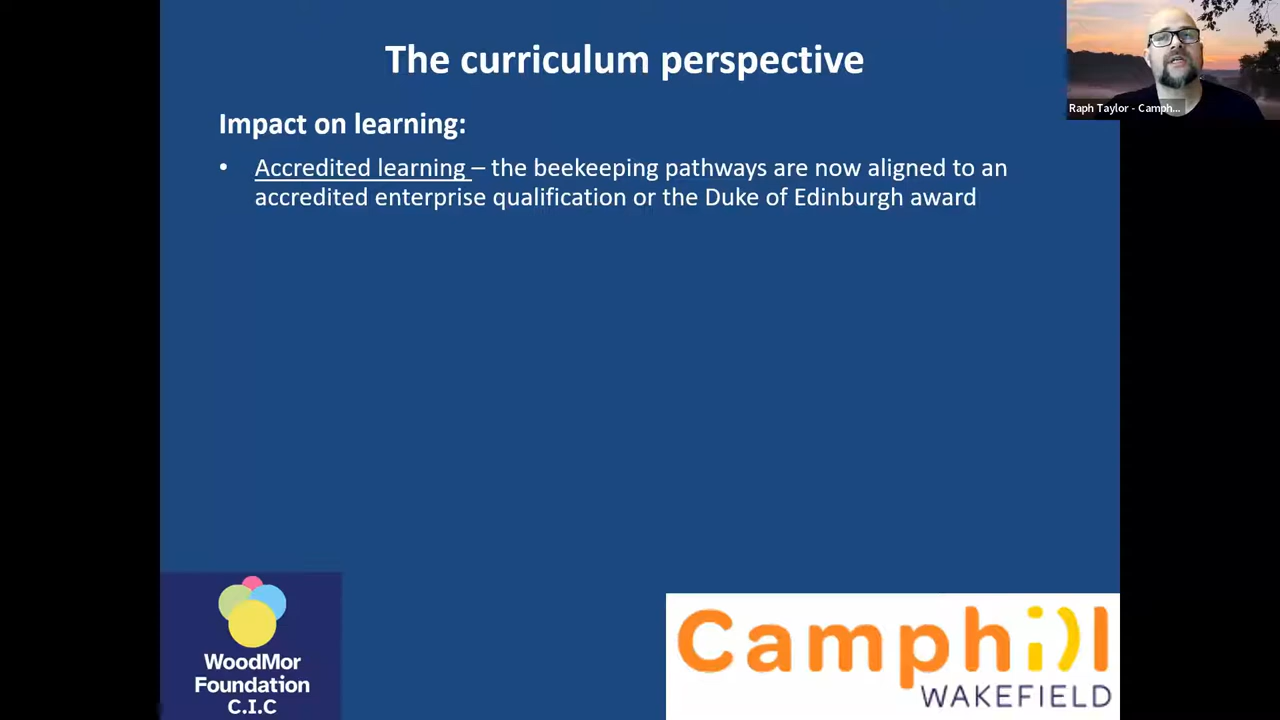 The curriculum perspective
Raph Taylor - Camph...
Impact on learning:
• Accredited learning – the beekeeping pathways are now aligned to an
accredited enterprise qualification or the Duke of Edinburgh award
WoodMor
Foundation
C.I.C
Camphill
WAKEFIELD